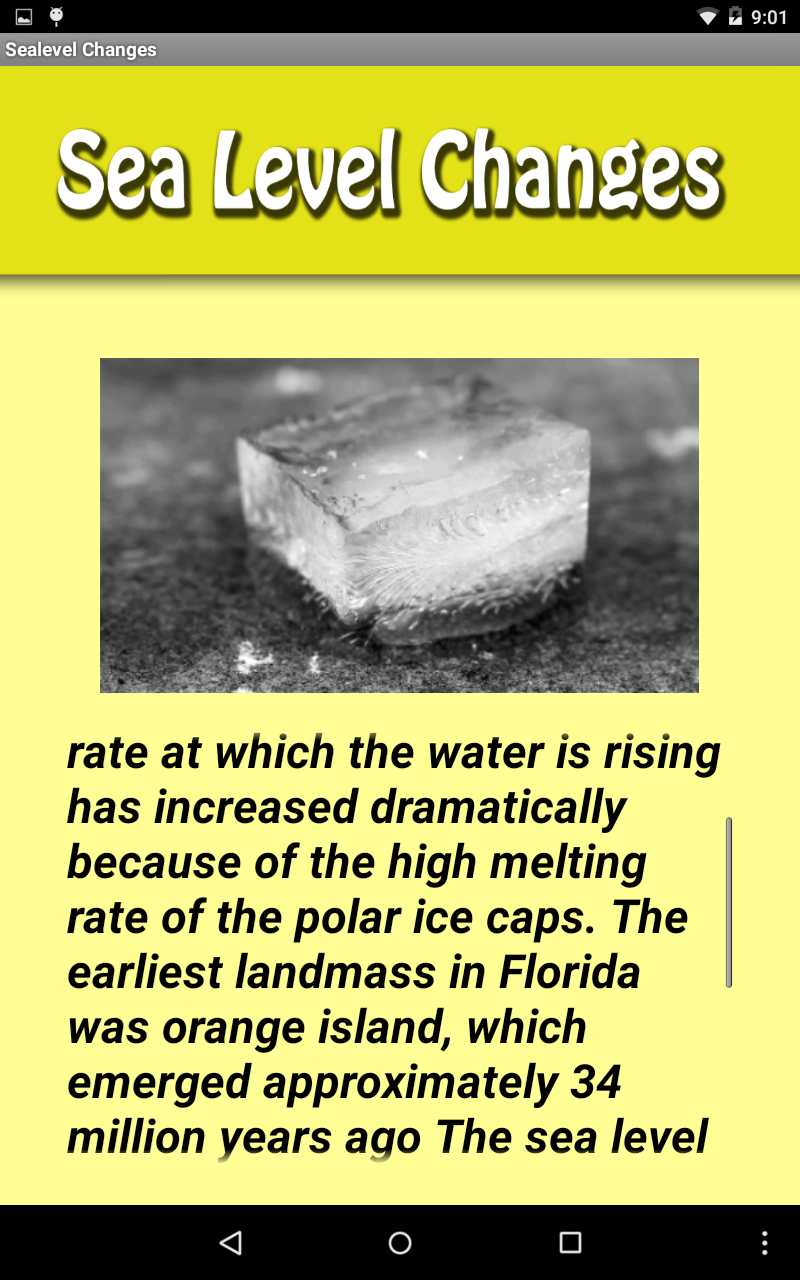 9:01
Sealevel Changes
Sea Level Changes
rate at which the water is rising
has increased dramatically
because of the high melting
rate of the polar ice caps. The
earliest landmass in Florida
was orange island, which
emerged approximately 34
million years ago The sea level